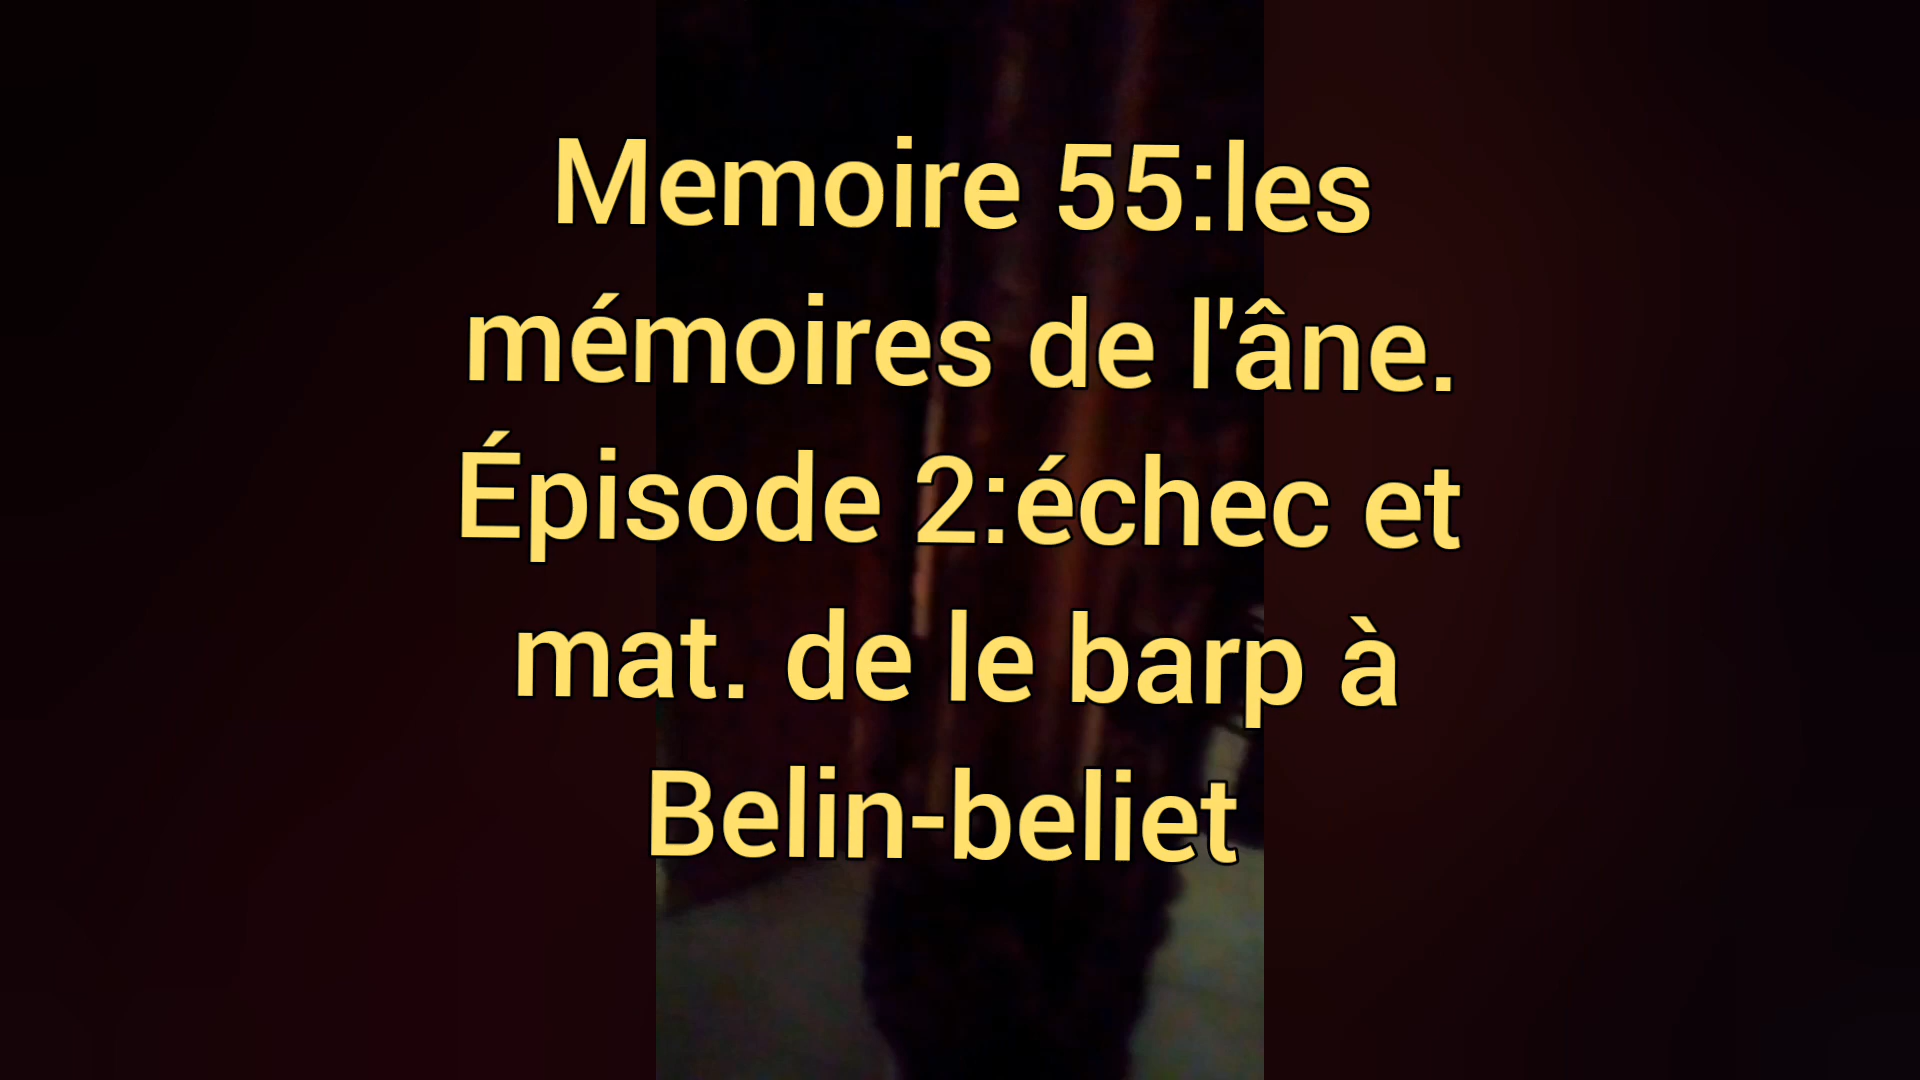 Memoire 55:les
mémoires de l'âne.
Épisode 2:échec et
mat. de le barp à
Belin-beliet